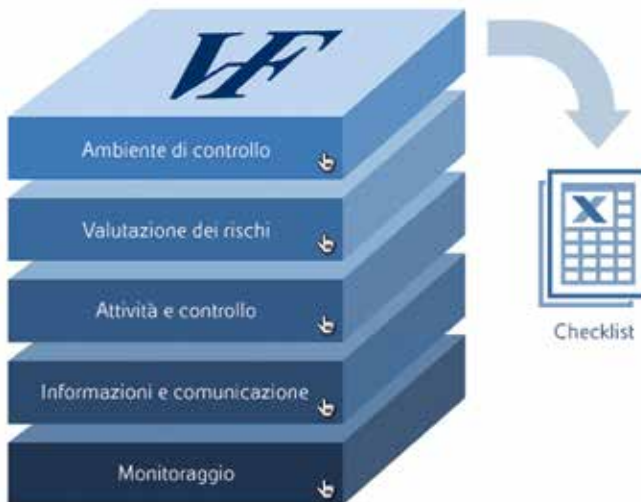 VF
Ambiente di controllo
Valutazione dei rischi
Attività e controllo
Informazioni e comunicazione
Monitoraggio
X
Checklist